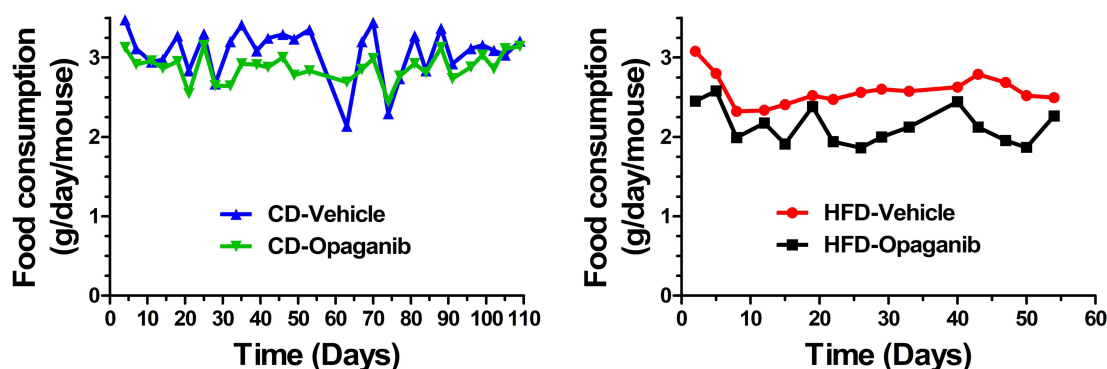 Food consumption
(g/day/mouse)
3
2
1
0
CD-Vehicle
CD-Opaganib
0 10 20 30 40 50 60 70 80 90 100 110
Time (Days)
Food consumption
(g/day/mouse)
3
2
1
0
HFD-Vehicle
HFD-Opaganib
0 10 20 30 40 50 60
Time (Days)